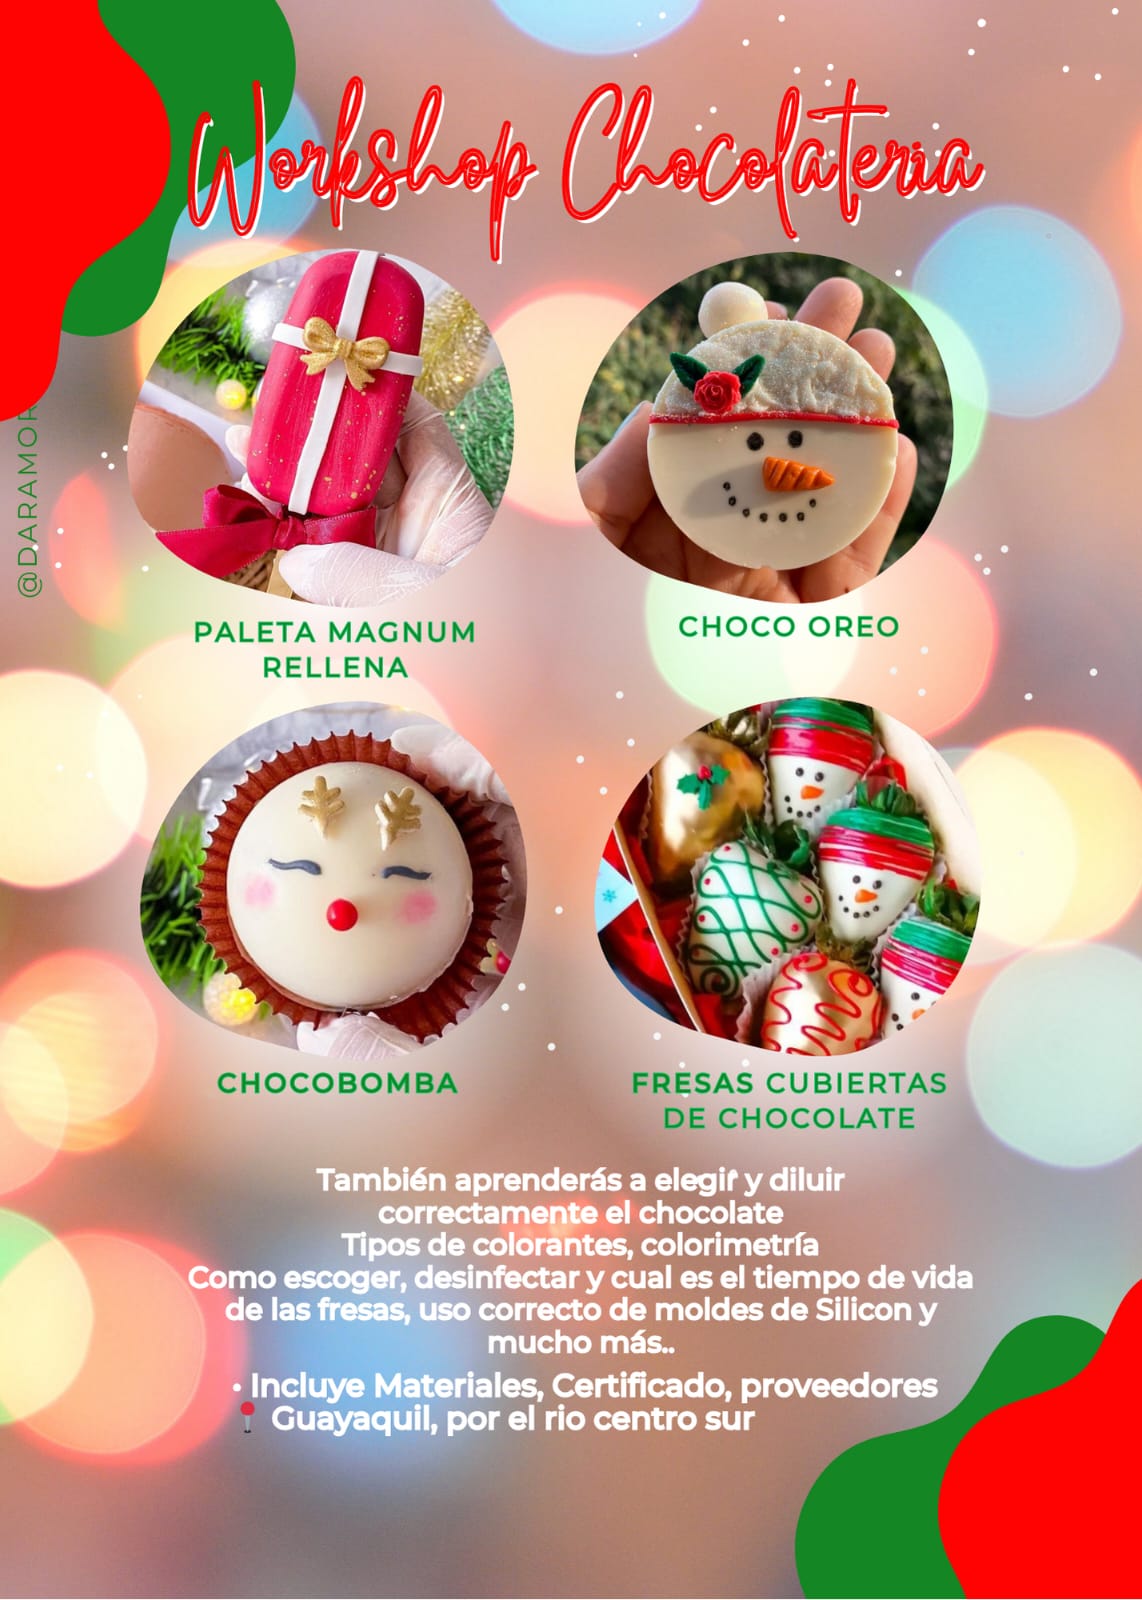 Workshop Chocolateria
@DARAMOR
PALETA MAGNUM
RELLENA
CHOCO OREO
CHOCOBOMBA
FRESAS CUBIERTAS
DE CHOCOLATE
También aprenderás a elegir y diluir
correctamente el chocolate
Tipos de colorantes, colorimetría
Como escoger, desinfectar y cual es el tiempo de vida
de las fresas, uso correcto de moldes de Silicon y
mucho más..
• Incluye Materiales, Certificado, proveedores
📍 Guayaquil, por el rio centro sur